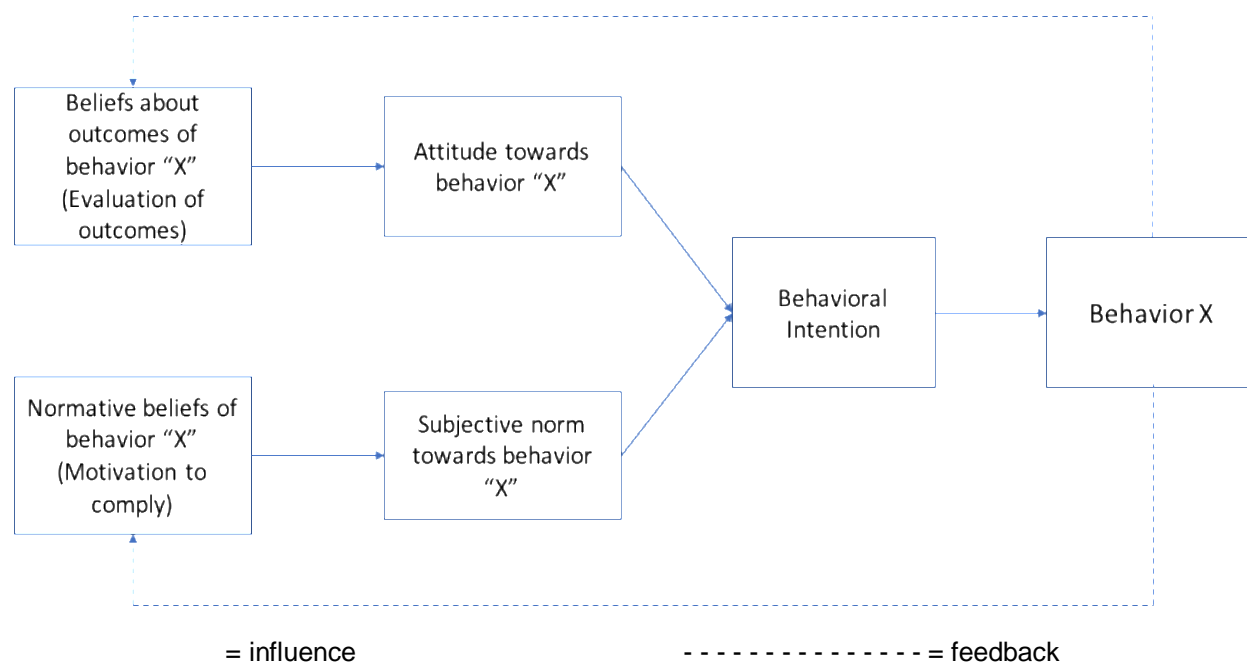 Beliefs about
outcomes of
behavior “X”
(Evaluation of
outcomes)
Attitude towards
behavior “X”
Behavioral
Intention
Behavior X
Normative beliefs of
behavior “X”
(Motivation to
comply)
Subjective norm
towards behavior
“X”
= influence
- - - - - - - - - - - - - - - = feedback